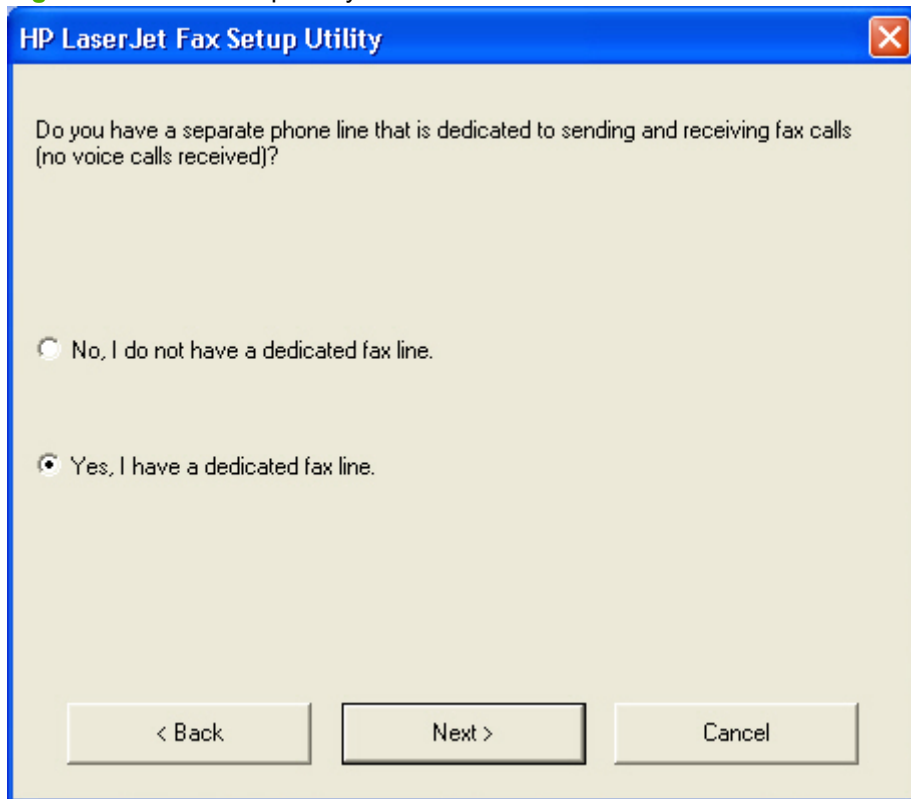 HP LaserJet Fax Setup Utility
Do you have a separate phone line that is dedicated to sending and receiving fax calls
(no voice calls received)?
No, I do not have a dedicated fax line.
Yes, I have a dedicated fax line.
< Back Next > Cancel